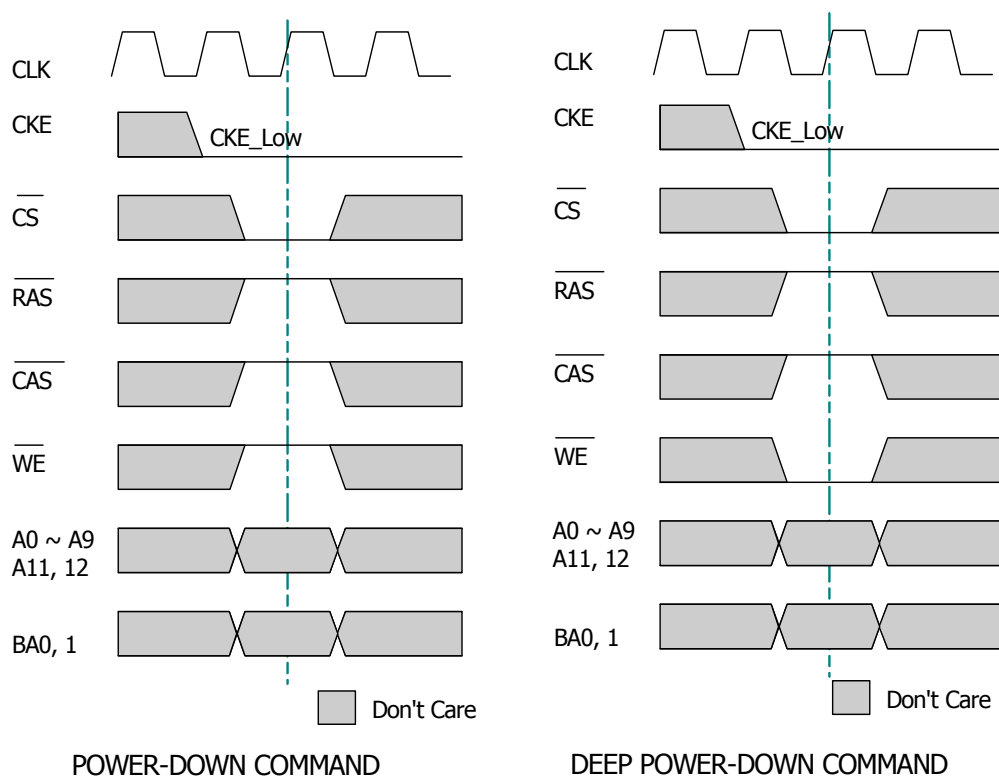 CLK
CKE
CKE_Low
CS
RAS
CAS
WE
A0 ~ A9
A11, 12
BA0, 1
Don't Care
POWER-DOWN COMMAND
CLK
CKE
CKE_Low
CS
RAS
CAS
WE
A0 ~ A9
A11, 12
BA0, 1
Don't Care
DEEP POWER-DOWN COMMAND